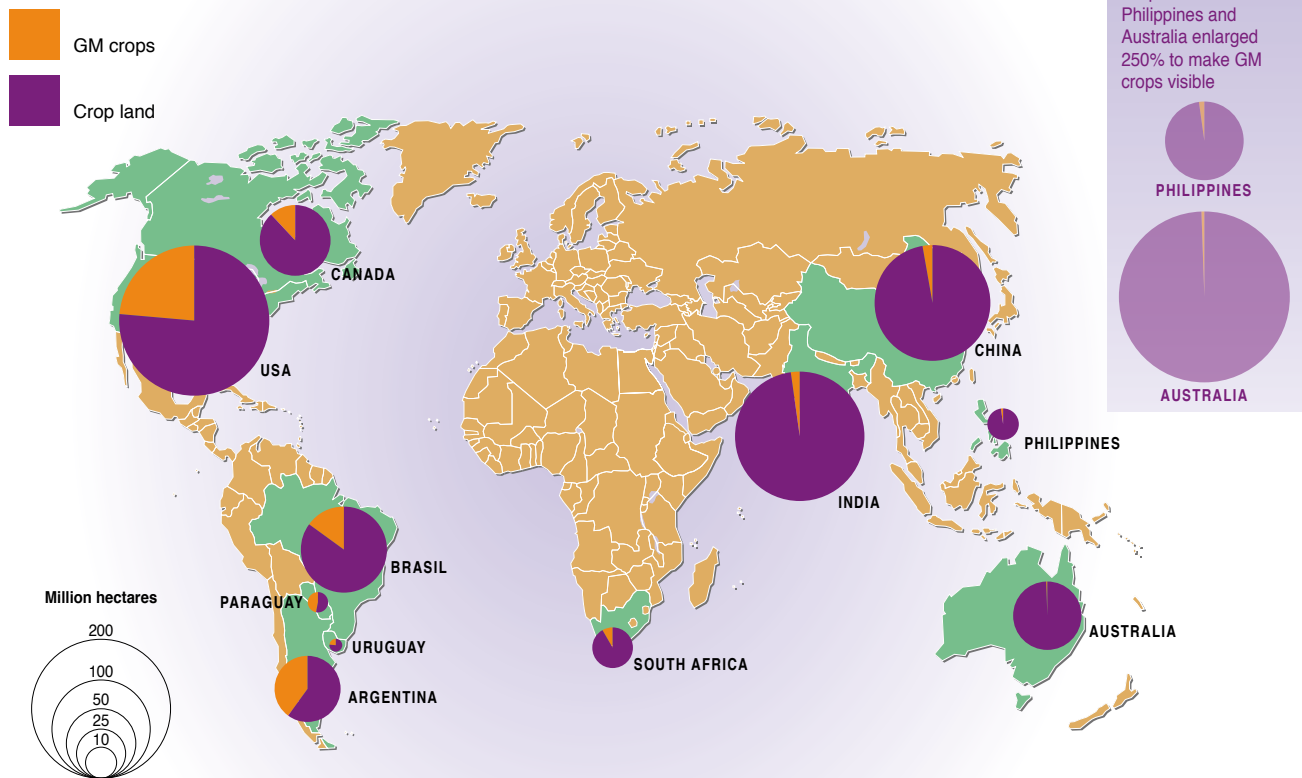 GM crops
Crop land
Philippines and
Australia enlarged
250% to make GM
crops visible
PHILIPPINES
AUSTRALIA
CANADA
USA
CHINA
PHILIPPINES
INDIA
BRASIL
PARAGUAY
URUGUAY
ARGENTINA
SOUTH AFRICA
AUSTRALIA
Million hectares
200
100
50
25
10